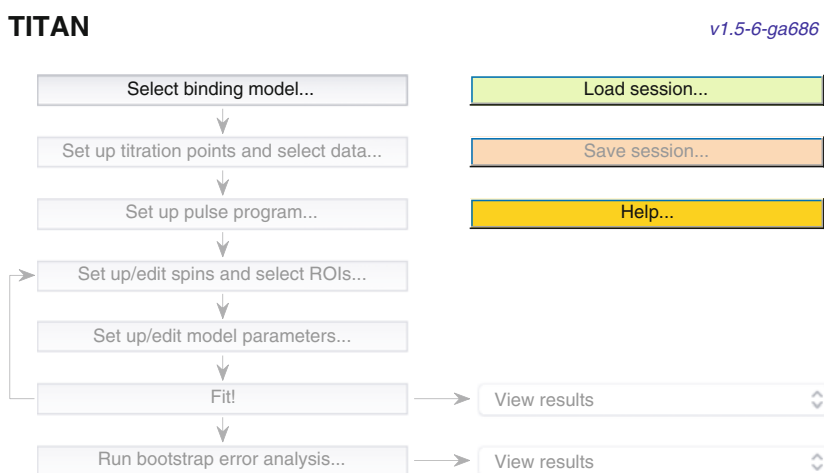 TITAN
v1.5-6-ga686
Select binding model...
Load session...
Set up titration points and select data...
Save session...
Set up pulse program...
Help...
Set up/edit spins and select ROIs...
Set up/edit model parameters...
Fit!
View results
Run bootstrap error analysis...
View results